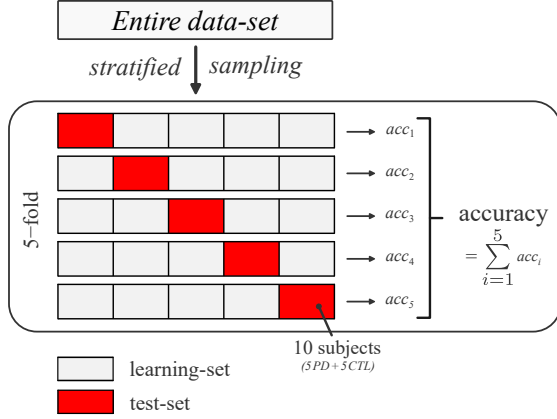 Entire data-set
stratified sampling
5-fold
acc1
acc2
acc3
acc4
acc5
accuracy
= 5∑i=1 acci
10 subjects
(5 PD + 5 CTL)
learning-set
test-set